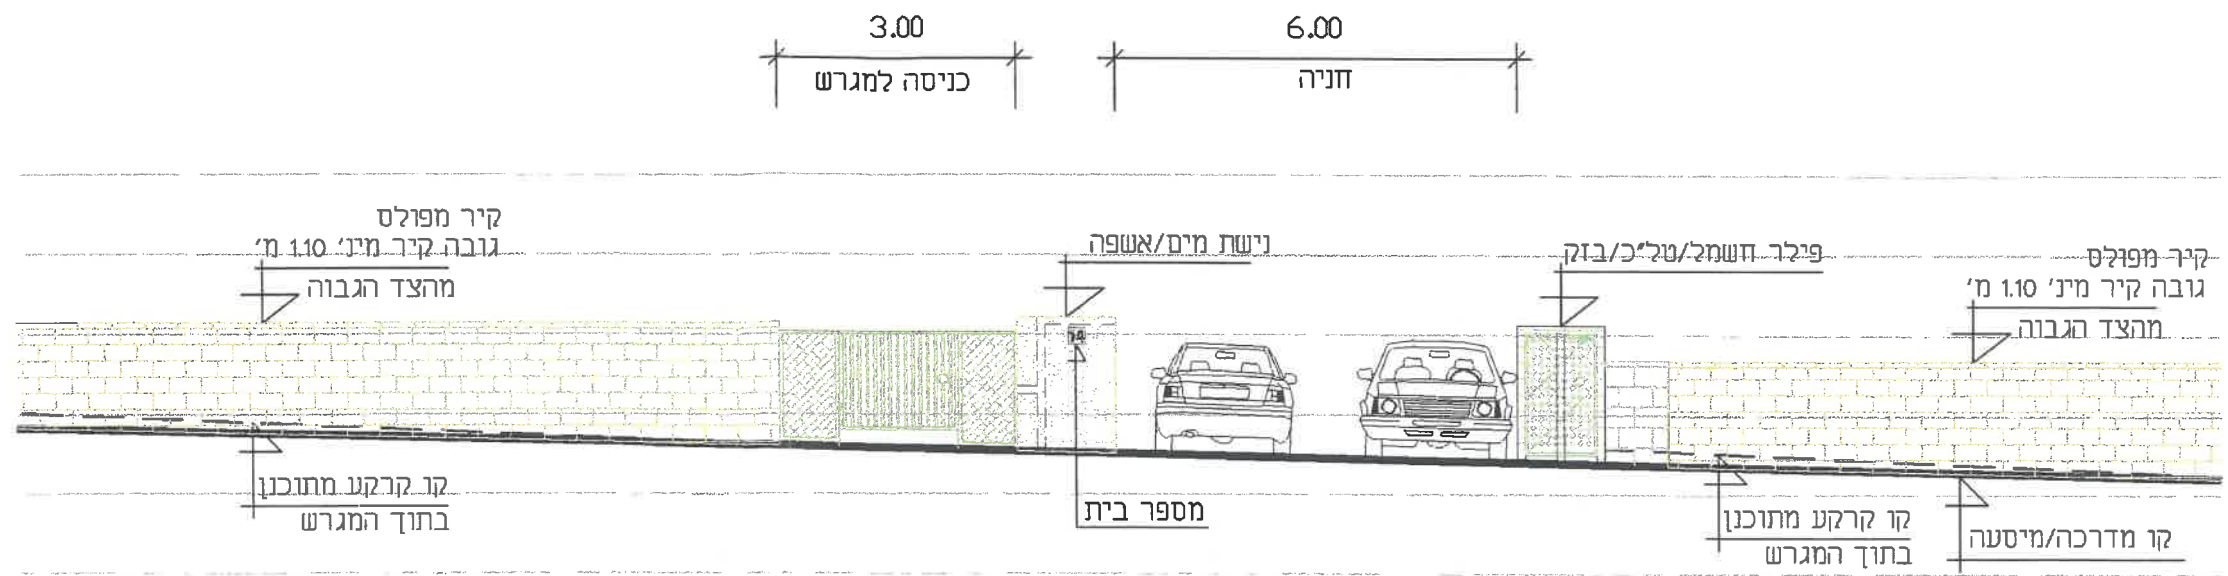 3.00
כניסה למגרש
6.00
חניה
קיר מפולס
גובה קיר מינ' 1.10 מ'
מהצד הגבוה
נישת מים/אשפה
פילר חשמל/טל״כ/בזק
קיר מפולס
גובה קיר מינ' 1.10 מ'
מהצד הגבוה
קו קרקע מתוכנן
בתוך המגרש
מספר בית
קו קרקע מתוכנן
בתוך המגרש
קו מדרכה/מיסעה